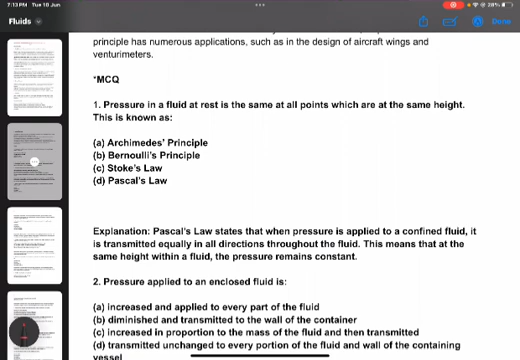 7:13 PM Tue 10 Jun
28%
Fluids
Done
principle has numerous applications, such as in the design of aircraft wings and
venturimeters.
*MCQ
1. Pressure in a fluid at rest is the same at all points which are at the same height.
This is known as:
(a) Archimedes' Principle
(b) Bernoulli's Principle
(c) Stoke's Law
(d) Pascal's Law
Explanation: Pascal's Law states that when pressure is applied to a confined fluid, it
is transmitted equally in all directions throughout the fluid. This means that at the
same height within a fluid, the pressure remains constant.
2. Pressure applied to an enclosed fluid is:
(a) increased and applied to every part of the fluid
(b) diminished and transmitted to the wall of the container
(c) increased in proportion to the mass of the fluid and then transmitted
(d) transmitted unchanged to every portion of the fluid and wall of the containing
vessel